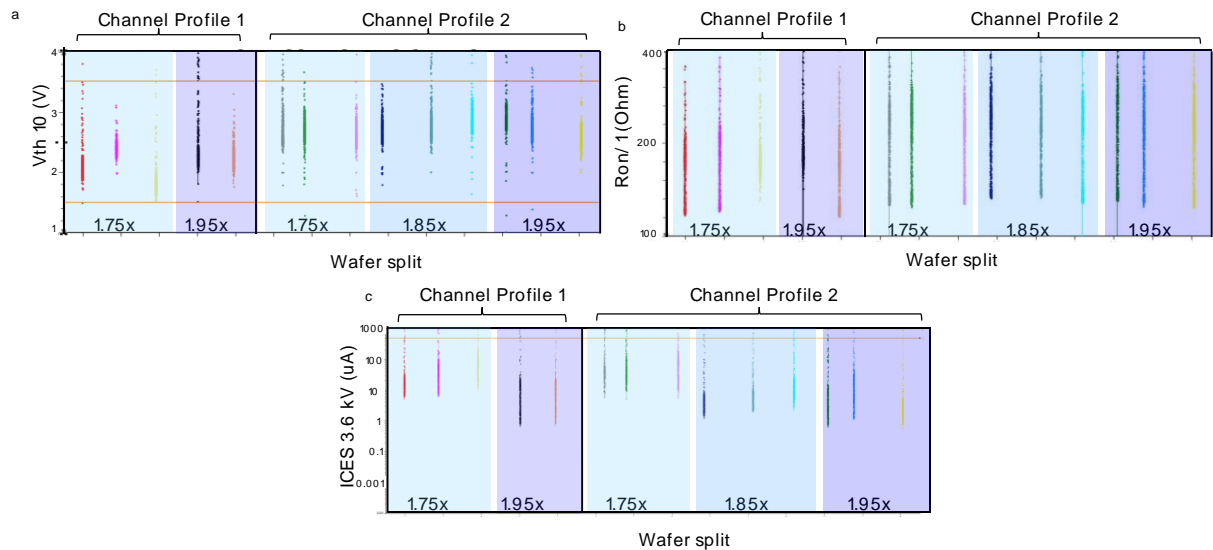 a
Channel Profile 1
Channel Profile 2
Vth 10 (V)
4
3
2
1
1.75x
1.95x
1.75x
1.85x
1.95x
Wafer split
b
Channel Profile 1
Channel Profile 2
Ron/ 1 (Ohm)
400
200
100
1.75x
1.95x
1.75x
1.85x
1.95x
Wafer split
c
Channel Profile 1
Channel Profile 2
ICES 3.6 kV (uA)
1000
10.0
10
1
0.1
0.001
1.75x
1.95x
1.75x
1.85x
1.95x
Wafer split